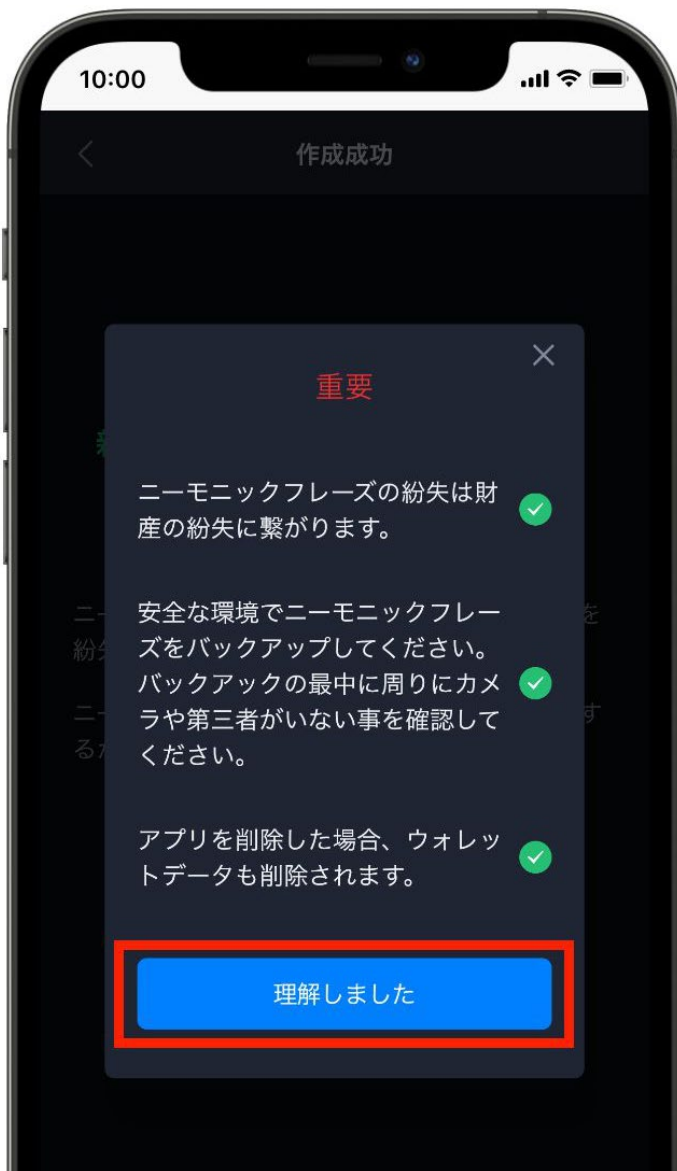 10:00
作成成功
重要
ニーモニックフレーズの紛失は財
産の紛失に繋がります。
安全な環境でニーモニックフレー
ズをバックアップしてください。
バックアックの最中に周りにカメ
ラや第三者がいない事を確認して
ください。
アプリを削除した場合、ウォレッ
トデータも削除されます。
理解しました